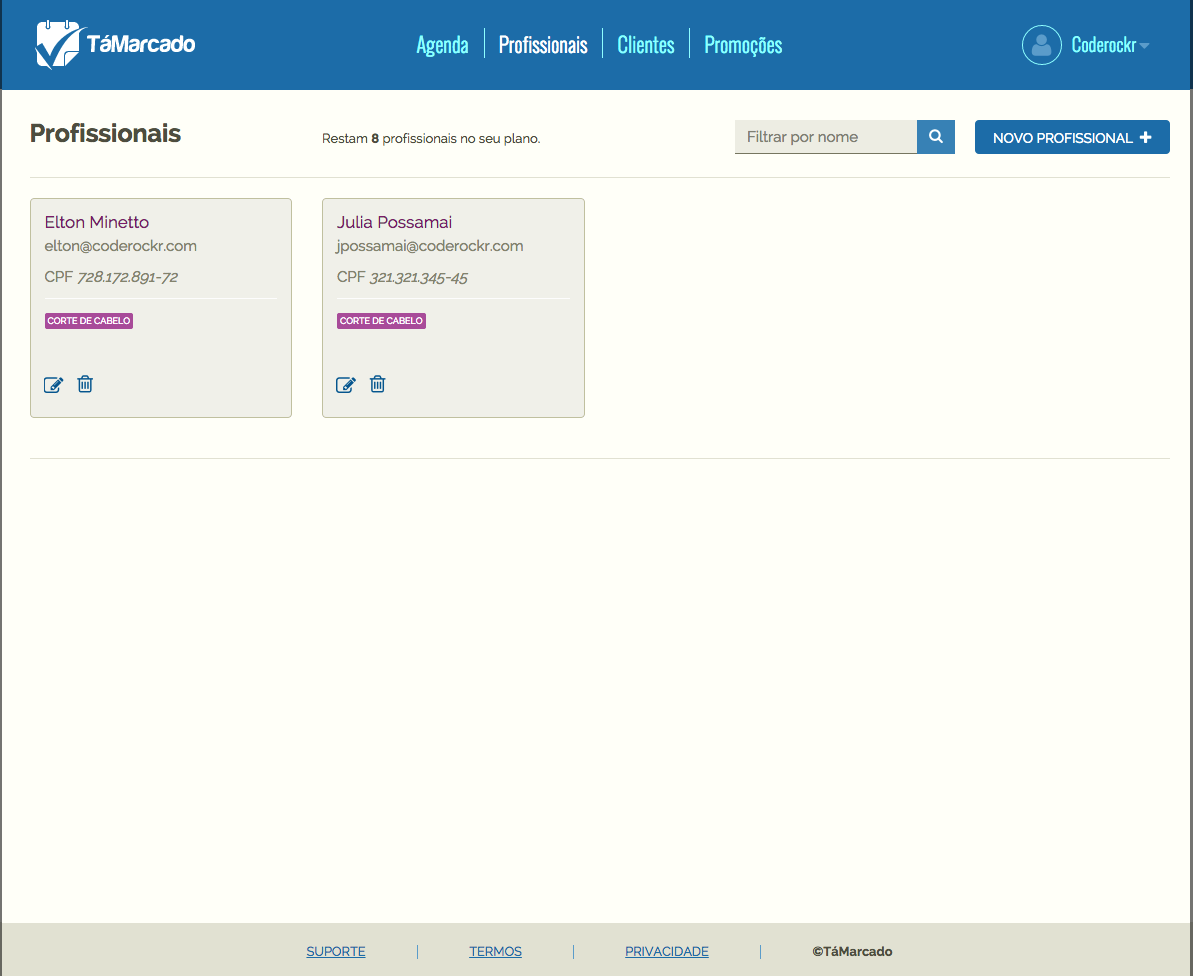 TáMarcado
Agenda
Profissionais
Clientes
Promoções
Coderockr
Profissionais
Restam 8 profissionais no seu plano.
Filtrar por nome
NOVO PROFISSIONAL
Elton Minetto
elton@coderockr.com
CPF 728.172.891-72
CORTE DE CABELO
Julia Possamai
jpossamai@coderockr.com
CPF 321.321.345-45
CORTE DE CABELO
SUPORTE
TERMOS
PRIVACIDADE
©TáMarcado